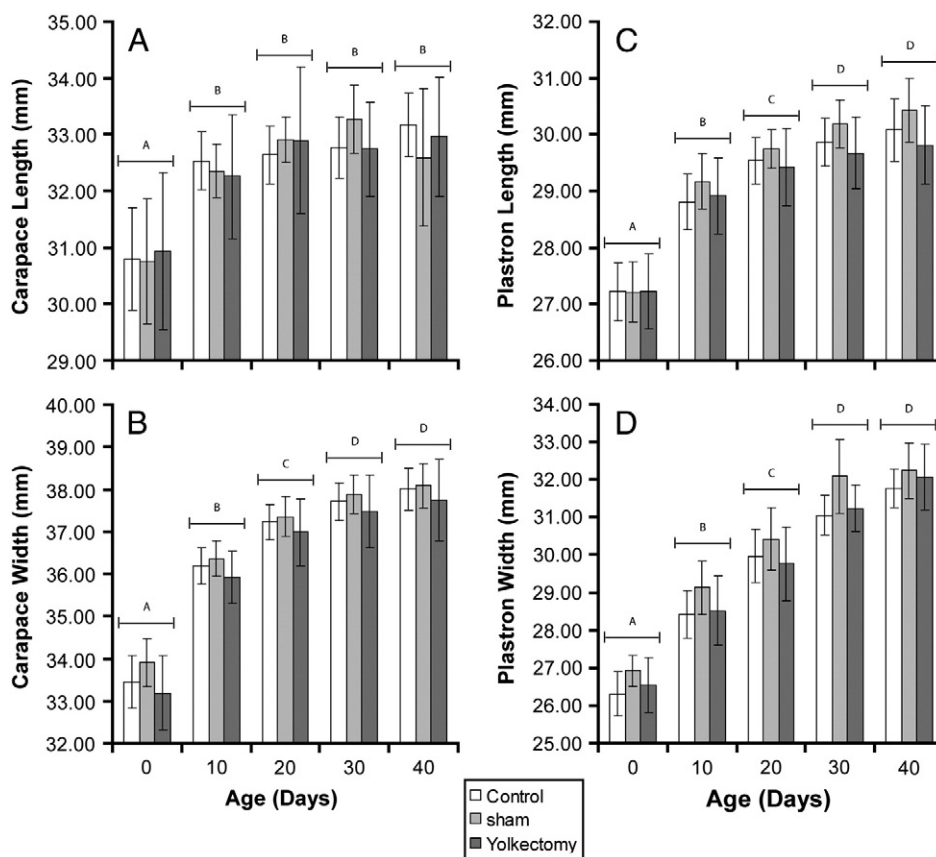 A
Carapace Length (mm)
35.00
34.00
33.00
32.00
31.00
30.00
29.00
A
B
B
B
B
C
Plastron Length (mm)
32.00
31.00
30.00
29.00
28.00
27.00
26.00
A
B
C
D
D
B
Carapace Width (mm)
40.00
39.00
38.00
37.00
36.00
35.00
34.00
33.00
32.00
A
B
C
D
D
0 10 20 30 40
Age (Days)
D
Plastron Width (mm)
34.00
33.00
32.00
31.00
30.00
29.00
28.00
27.00
26.00
25.00
A
B
C
D
D
0 10 20 30 40
Age (Days)
Control
sham
Yolkectomy